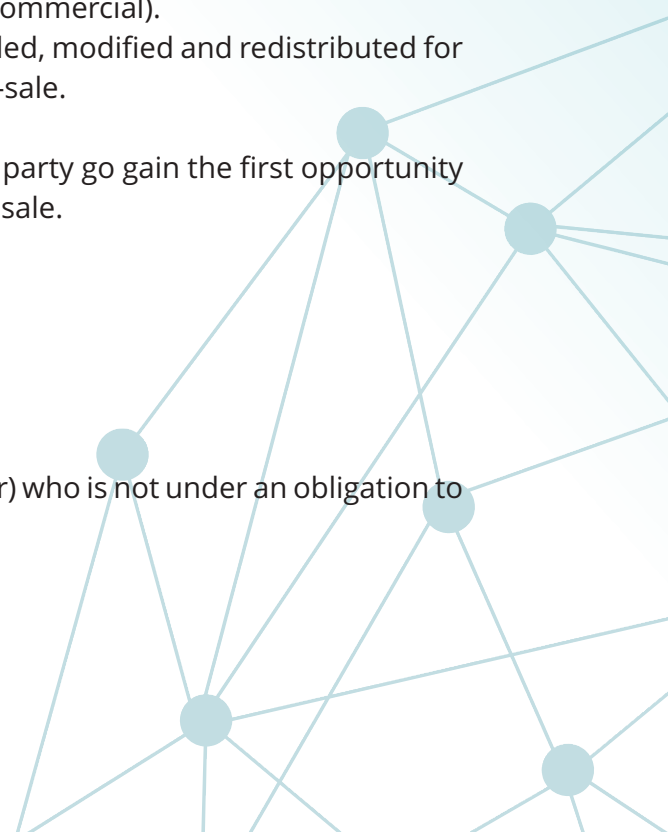 ommercial).
led, modified and redistributed for
-sale.
party go gain the first opportunity
sale.
r) who is not under an obligation to